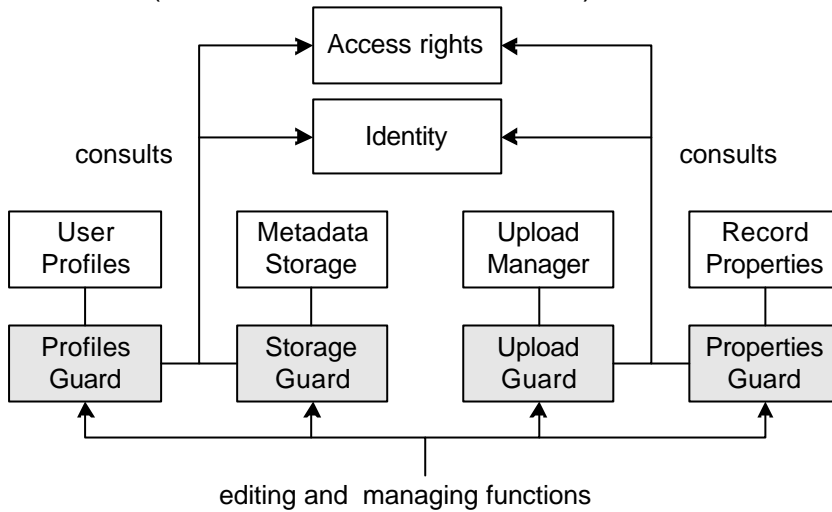 Access rights
Identity
consults
consults
User
Profiles
Metadata
Storage
Upload
Manager
Record
Properties
Profiles
Guard
Storage
Guard
Upload
Guard
Properties
Guard
editing and managing functions